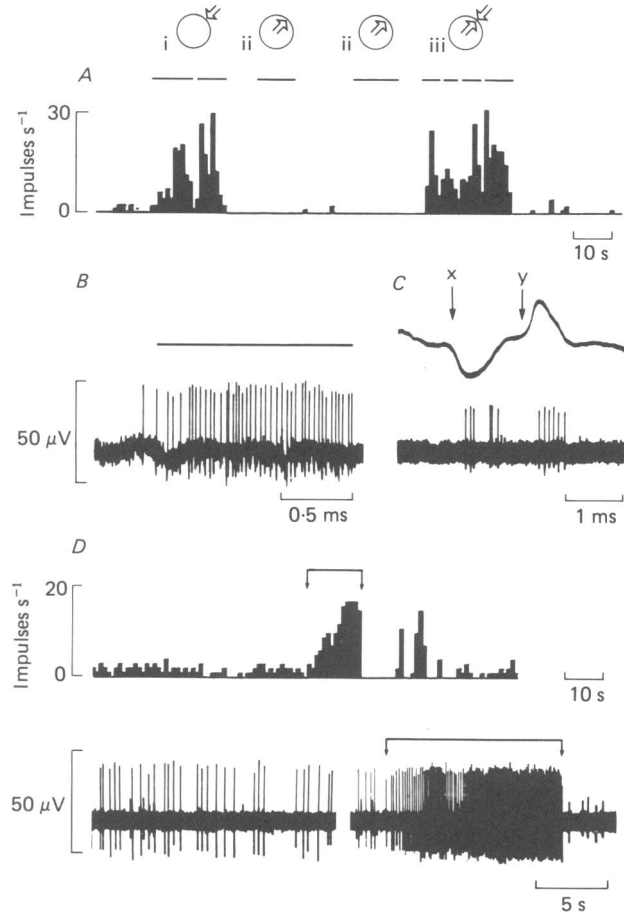 i ii ii iii
A
Impulses s⁻¹
30
0
10 s
B
C
x y
50 µV
0·5 ms
1 ms
D
Impulses s⁻¹
20
0
10 s
50 µV
5 s